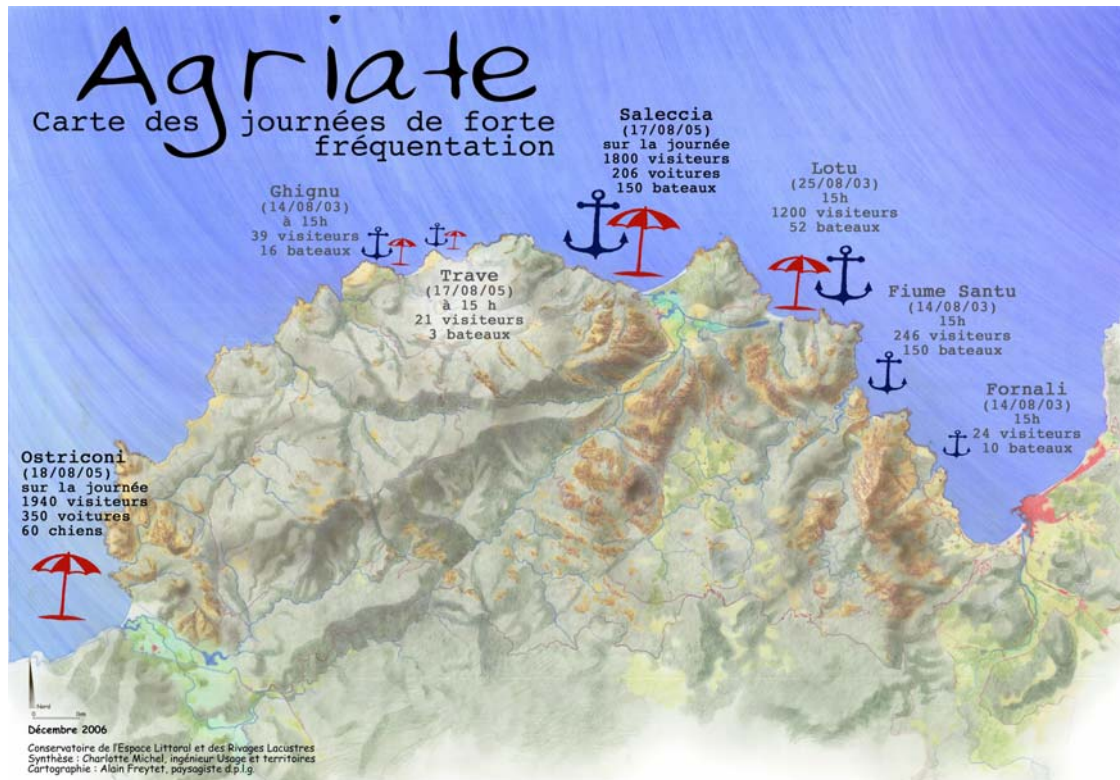 Agriate
Carte des journées de forte
fréquentation
Saleccia
(17/08/05)
sur la journée
1800 visiteurs
206 voitures
150 bateaux
Lotu
(25/08/03)
15h
1200 visiteurs
52 bateaux
Ghignu
(14/08/03)
à 15h
39 visiteurs
16 bateaux
Trave
(17/08/05)
à 15 h
21 visiteurs
3 bateaux
Fiume Santu
(14/08/03)
15h
246 visiteurs
150 bateaux
Fornali
(14/08/03)
15h
24 visiteurs
10 bateaux
Ostriconi
(18/08/05)
sur la journée
1940 visiteurs
350 voitures
60 chiens
Nord
0
Décembre 2006
Conservatoire de l'Espace Littoral et des Rivages Lacustres
Synthèse : Charlotte Michel, ingénieur Usage et territoires
Cartographie : Alain Freytet, paysagiste d.p.l.g.